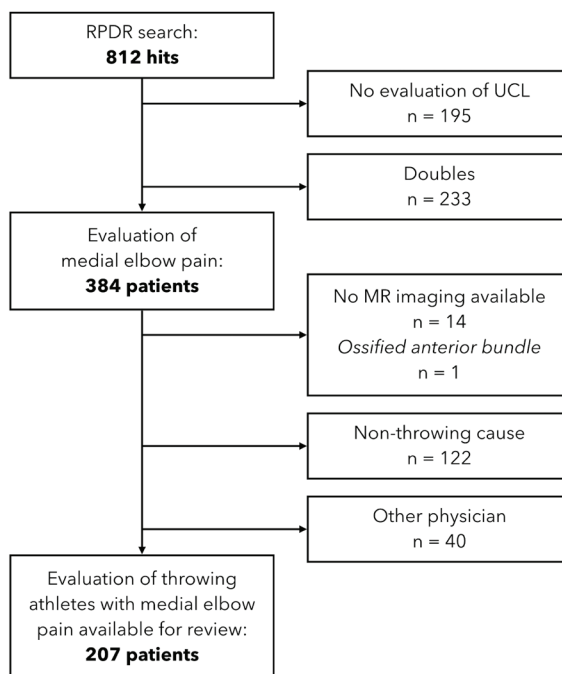 RPDR search:
812 hits
No evaluation of UCL
n = 195
Doubles
n = 233
Evaluation of
medial elbow pain:
384 patients
No MR imaging available
n = 14
Ossified anterior bundle
n = 1
Non-throwing cause
n = 122
Other physician
n = 40
Evaluation of throwing
athletes with medial elbow
pain available for review:
207 patients